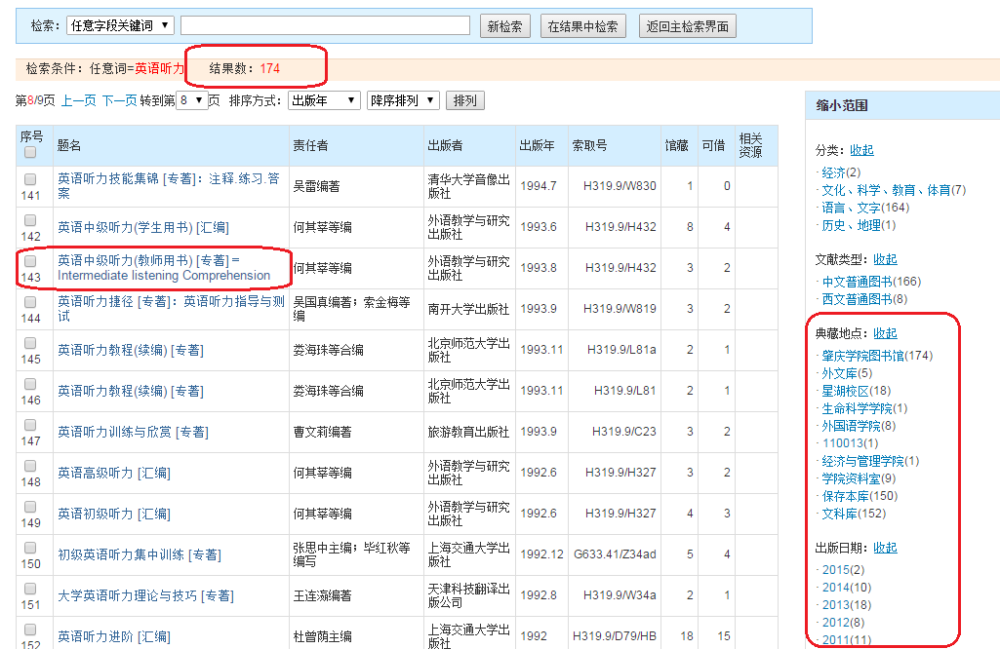 检索： 任意字段关键词 新检索 在结果中检索 返回主检索界面
检索条件：任意词=英语听力 结果数：174
第8/9页 上一页 下一页 转到第 8 页 排序方式： 出版年 降序排列 排列
序号 题名 责任者 出版者 出版年 索取号 馆藏 可借 相关资源
141 英语听力技能集锦 [专著]：注释.练习.答案 吴雷编著 清华大学音像出版社 1994.7 H319.9/W830 1 0
142 英语中级听力(学生用书) [汇编] 何其莘等编 外语教学与研究出版社 1993.6 H319.9/H432 8 4
143 英语中级听力(教师用书) [专著] = Intermediate listening Comprehension 何其莘等编 外语教学与研究出版社 1993.8 H319.9/H432 3 2
144 英语听力捷径 [专著]：英语听力指导与测试 吴国真编著；索金梅等编 南开大学出版社 1993.9 H319.9/W819 3 2
145 英语听力教程(续编) [专著] 娄海珠等合编 北京师范大学出版社 1993.11 H319.9/L81a 2 1
146 英语听力教程(续编) [专著] 娄海珠等合编 北京师范大学出版社 1993.11 H319.9/L81 2 1
147 英语听力训练与欣赏 [专著] 曹文莉编著 旅游教育出版社 1993.9 H319.9/C23 3 2
148 英语高级听力 [汇编] 何其莘等编 外语教学与研究出版社 1992.6 H319.9/H327 3 2
149 英语初级听力 [汇编] 何其莘等编 外语教学与研究出版社 1992.6 H319.9/H327 4 3
150 初级英语听力集中训练 [专著] 张思中主编；毕红秋等编写 上海交通大学出版社 1992.12 G633.41/Z34ad 5 4
151 大学英语听力理论与技巧 [专著] 王连濑编著 天津科技翻译出版公司 1992.8 H319.9/W34a 2 1
152 英语听力进阶 [汇编] 杜曾荫主编 上海交通大学出版社 1992 H319.9/D79/HB 18 15
缩小范围
分类：收起
·经济(2)
·文化、科学、教育、体育(7)
·语言、文字(164)
·历史、地理(1)
文献类型：收起
·中文普通图书(166)
·西文普通图书(8)
典藏地点：收起
·肇庆学院图书馆(174)
·外文库(5)
·星湖校区(18)
·生命科学学院(1)
·外国语学院(8)
·110013(1)
·经济与管理学院(1)
·学院资料室(9)
·保存本库(150)
·文科库(152)
出版日期：收起
·2015(2)
·2014(10)
·2013(18)
·2012(8)
·2011(11)